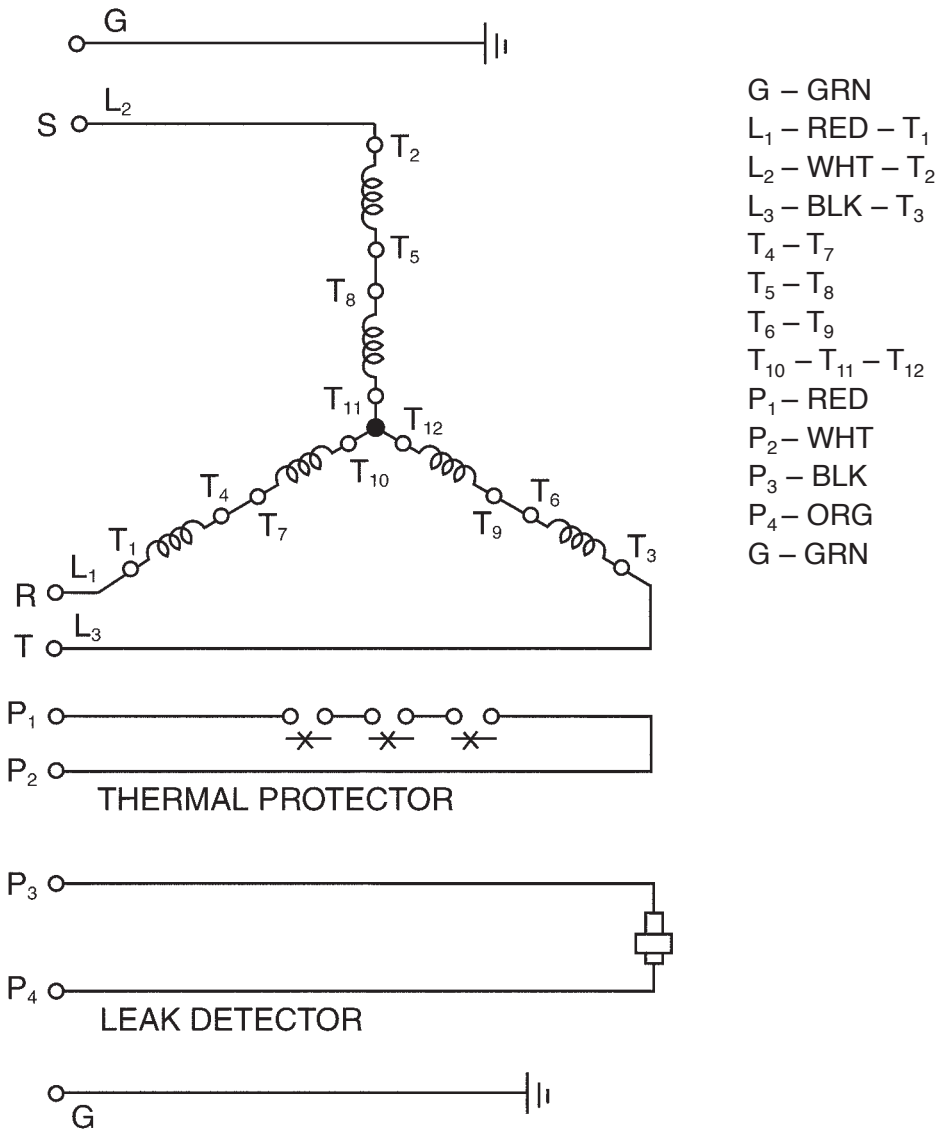 G
S L₂
T₂
T₅
T₈
T₁₁
T₁₂
T₁₀
T₄
T₇
T₆
T₉
T₁
T₃
R L₁
T L₃
P₁
P₂
THERMAL PROTECTOR
P₃
P₄
LEAK DETECTOR
G
G – GRN
L₁ – RED – T₁
L₂ – WHT – T₂
L₃ – BLK – T₃
T₄ – T₇
T₅ – T₈
T₆ – T₉
T₁₀ – T₁₁ – T₁₂
P₁ – RED
P₂ – WHT
P₃ – BLK
P₄ – ORG
G – GRN